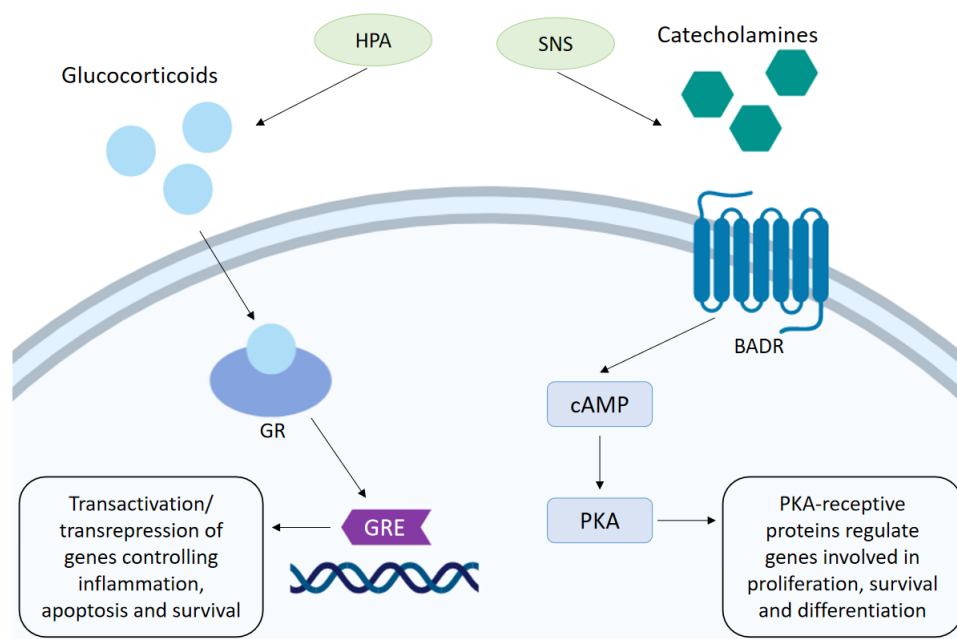 HPA
SNS
Catecholamines
Glucocorticoids
BADR
cAMP
GR
PKA
GRE
Transactivation/
transrepression of
genes controlling
inflammation,
apoptosis and survival
PKA-receptive
proteins regulate
genes involved in
proliferation, survival
and differentiation